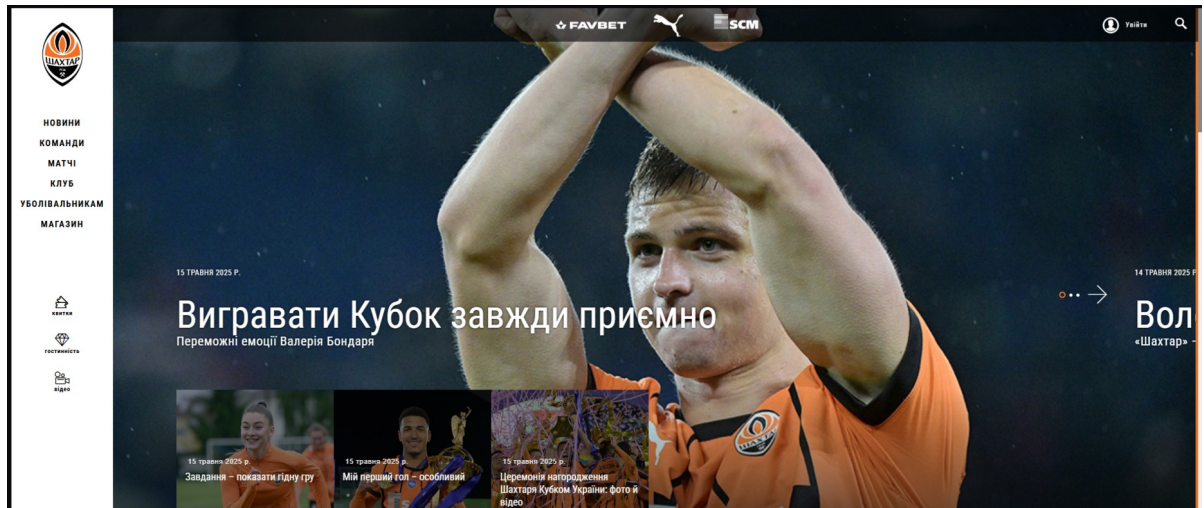 FAVBET
SCM
Увійти
ШАХТАР
НОВИНИ
КОМАНДИ
МАТЧІ
КЛУБ
УБОЛІВАЛЬНИКАМ
МАГАЗИН
квитки
гостинність
відео
15 ТРАВНЯ 2025 Р.
Вигравати Кубок завжди приємно
Переможні емоції Валерія Бондаря
14 ТРАВНЯ 2025 Р
Вол
«Шахтар» –
15 травня 2025 р.
Завдання – показати гідну гру
15 травня 2025 р.
Мій перший гол – особливий
15 травня 2025 р.
Церемонія нагородження
Шахтаря Кубком України: фото й
відео
ШАХТАР